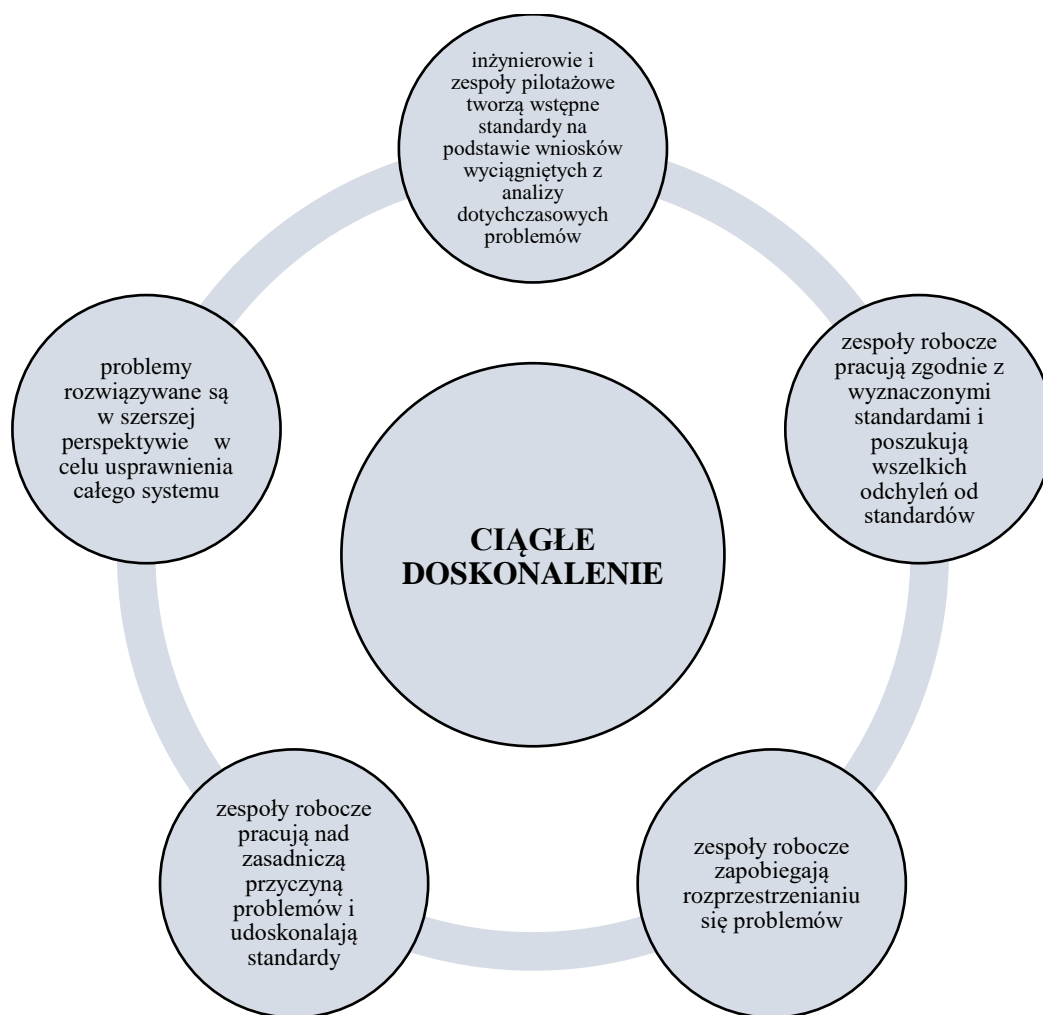 inżynierowie i
zespoły pilotażowe
tworzą wstępne
standardy na
podstawie wniosków
wyciągniętych z
analizy
dotychczasowych
problemów
zespoły robocze
pracują zgodnie z
wyznaczonymi
standardami i
poszukują
wszelkich
odchyleń od
standardów
zespoły robocze
zapobiegają
rozprzestrzenianiu
się problemów
zespoły robocze
pracują nad
zasadniczą
przyczyną
problemów i
udoskonalają
standardy
problemy
rozwiązywane są
w szerszej
perspektywie w
celu usprawnienia
całego systemu
CIĄGŁE
DOSKONALENIE